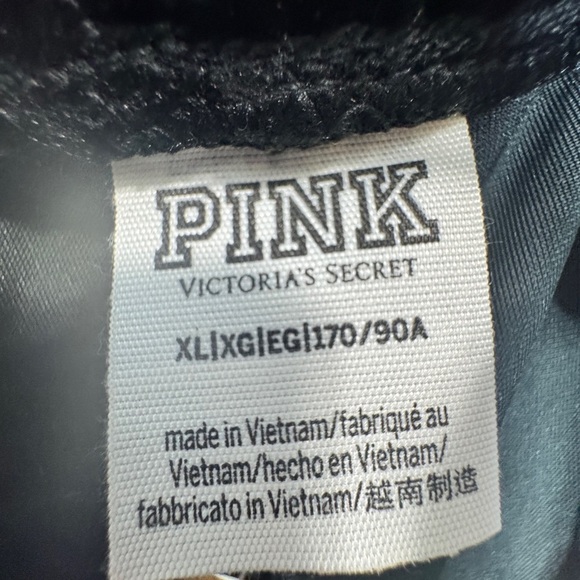 PINK
VICTORIA'S SECRET
XL|XG|EG|170/90A
made in Vietnam/fabriqué au
Vietnam/hecho en Vietnam/
fabbricato in Vietnam/越南制造